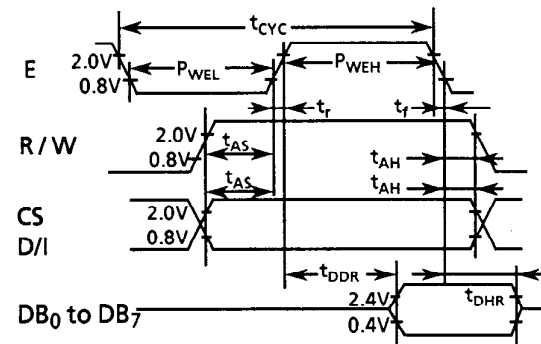 tCYC
E
2.0V
0.8V
PWEL
PWEH
tr
tf
R / W
2.0V
0.8V
tAS
tAH
tAS
tAH
CS
D/I
2.0V
0.8V
tDDR
tDHR
DB0 to DB7
2.4V
0.4V